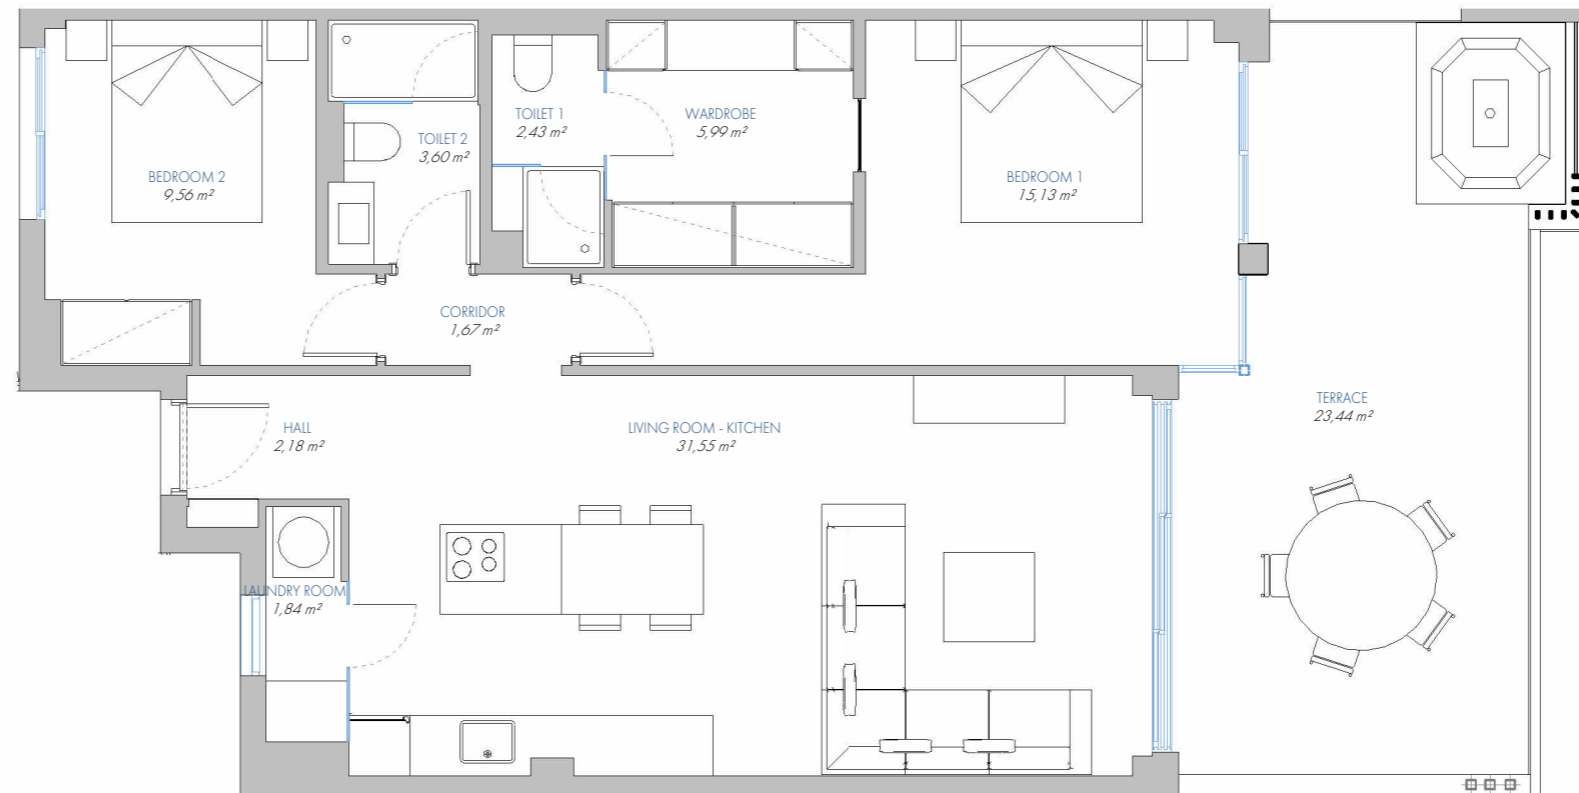 TOILET 1
2,43 m²
WARDROBE
5,99 m²
TOILET 2
3,60 m²
BEDROOM 2
9,56 m²
BEDROOM 1
15,13 m²
CORRIDOR
1,67 m²
TERRACE
23,44 m²
HALL
2,18 m²
LIVING ROOM - KITCHEN
31,55 m²
LAUNDRY ROOM
1,84 m²